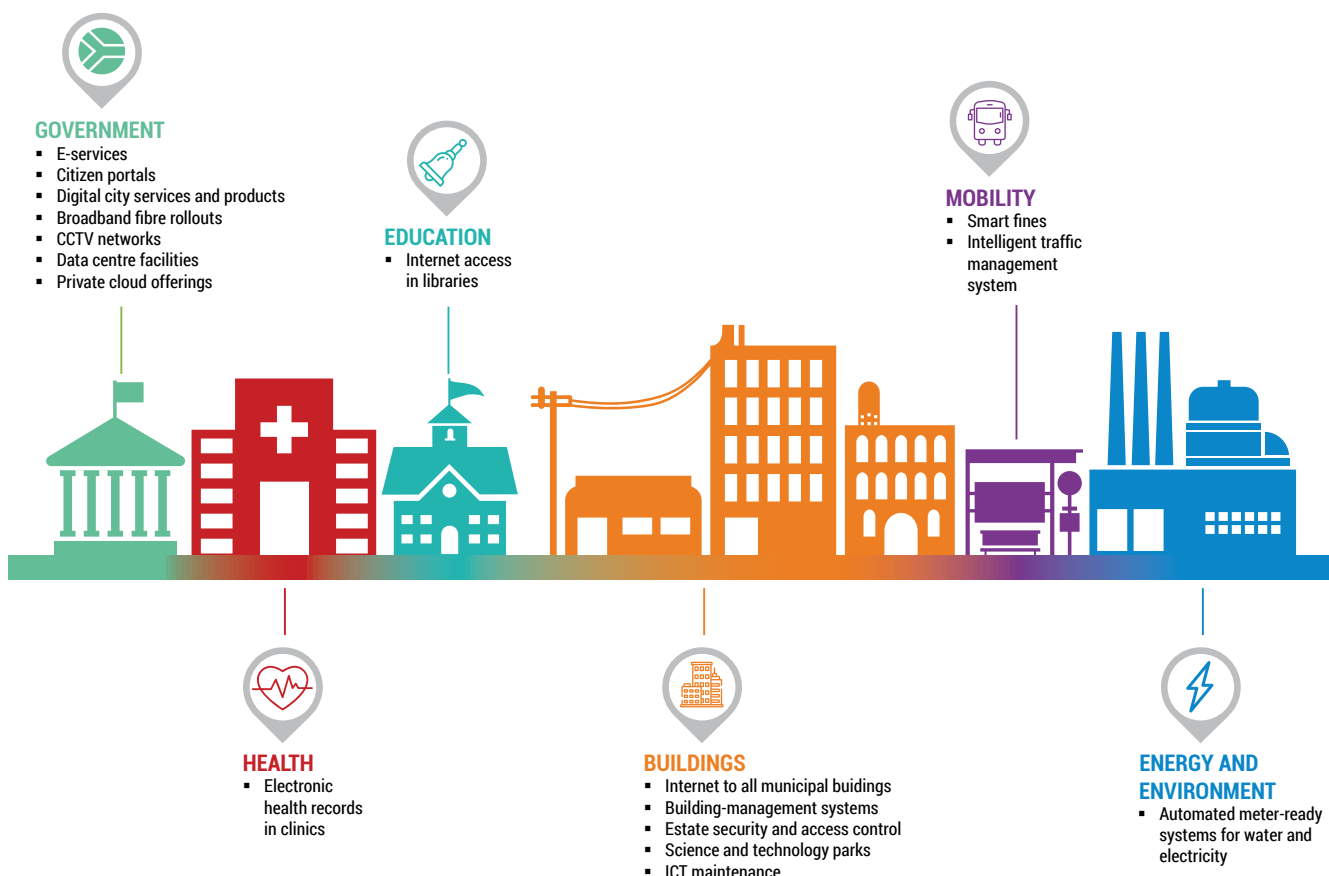 GOVERNMENT
▪ E-services
▪ Citizen portals
▪ Digital city services and products
▪ Broadband fibre rollouts
▪ CCTV networks
▪ Data centre facilities
▪ Private cloud offerings
EDUCATION
▪ Internet access
in libraries
MOBILITY
▪ Smart fines
▪ Intelligent traffic
management
system
HEALTH
▪ Electronic
health records
in clinics
BUILDINGS
▪ Internet to all municipal buidings
▪ Building-management systems
▪ Estate security and access control
▪ Science and technology parks
▪ ICT maintenance
ENERGY AND
ENVIRONMENT
▪ Automated meter-ready
systems for water and
electricity